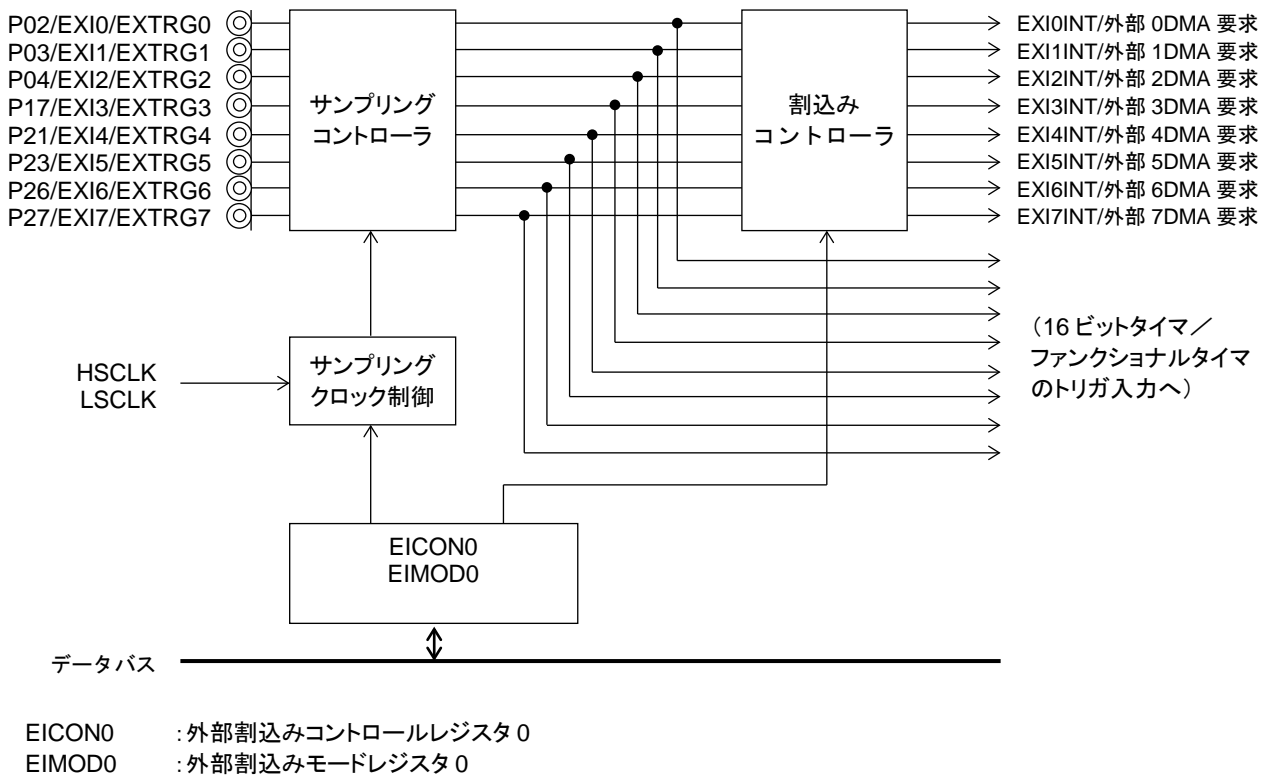 P02/EXI0/EXTRG0
P03/EXI1/EXTRG1
P04/EXI2/EXTRG2
P17/EXI3/EXTRG3
P21/EXI4/EXTRG4
P23/EXI5/EXTRG5
P26/EXI6/EXTRG6
P27/EXI7/EXTRG7
サンプリング
コントローラ
割込み
コントローラ
EXI0INT/外部 0DMA 要求
EXI1INT/外部 1DMA 要求
EXI2INT/外部 2DMA 要求
EXI3INT/外部 3DMA 要求
EXI4INT/外部 4DMA 要求
EXI5INT/外部 5DMA 要求
EXI6INT/外部 6DMA 要求
EXI7INT/外部 7DMA 要求
（16 ビットタイマ／
ファンクショナルタイマ
のトリガ入力へ）
HSCLK
LSCLK
サンプリング
クロック制御
EICON0
EIMOD0
データバス
EICON0 ：外部割込みコントロールレジスタ 0
EIMOD0 ：外部割込みモードレジスタ 0